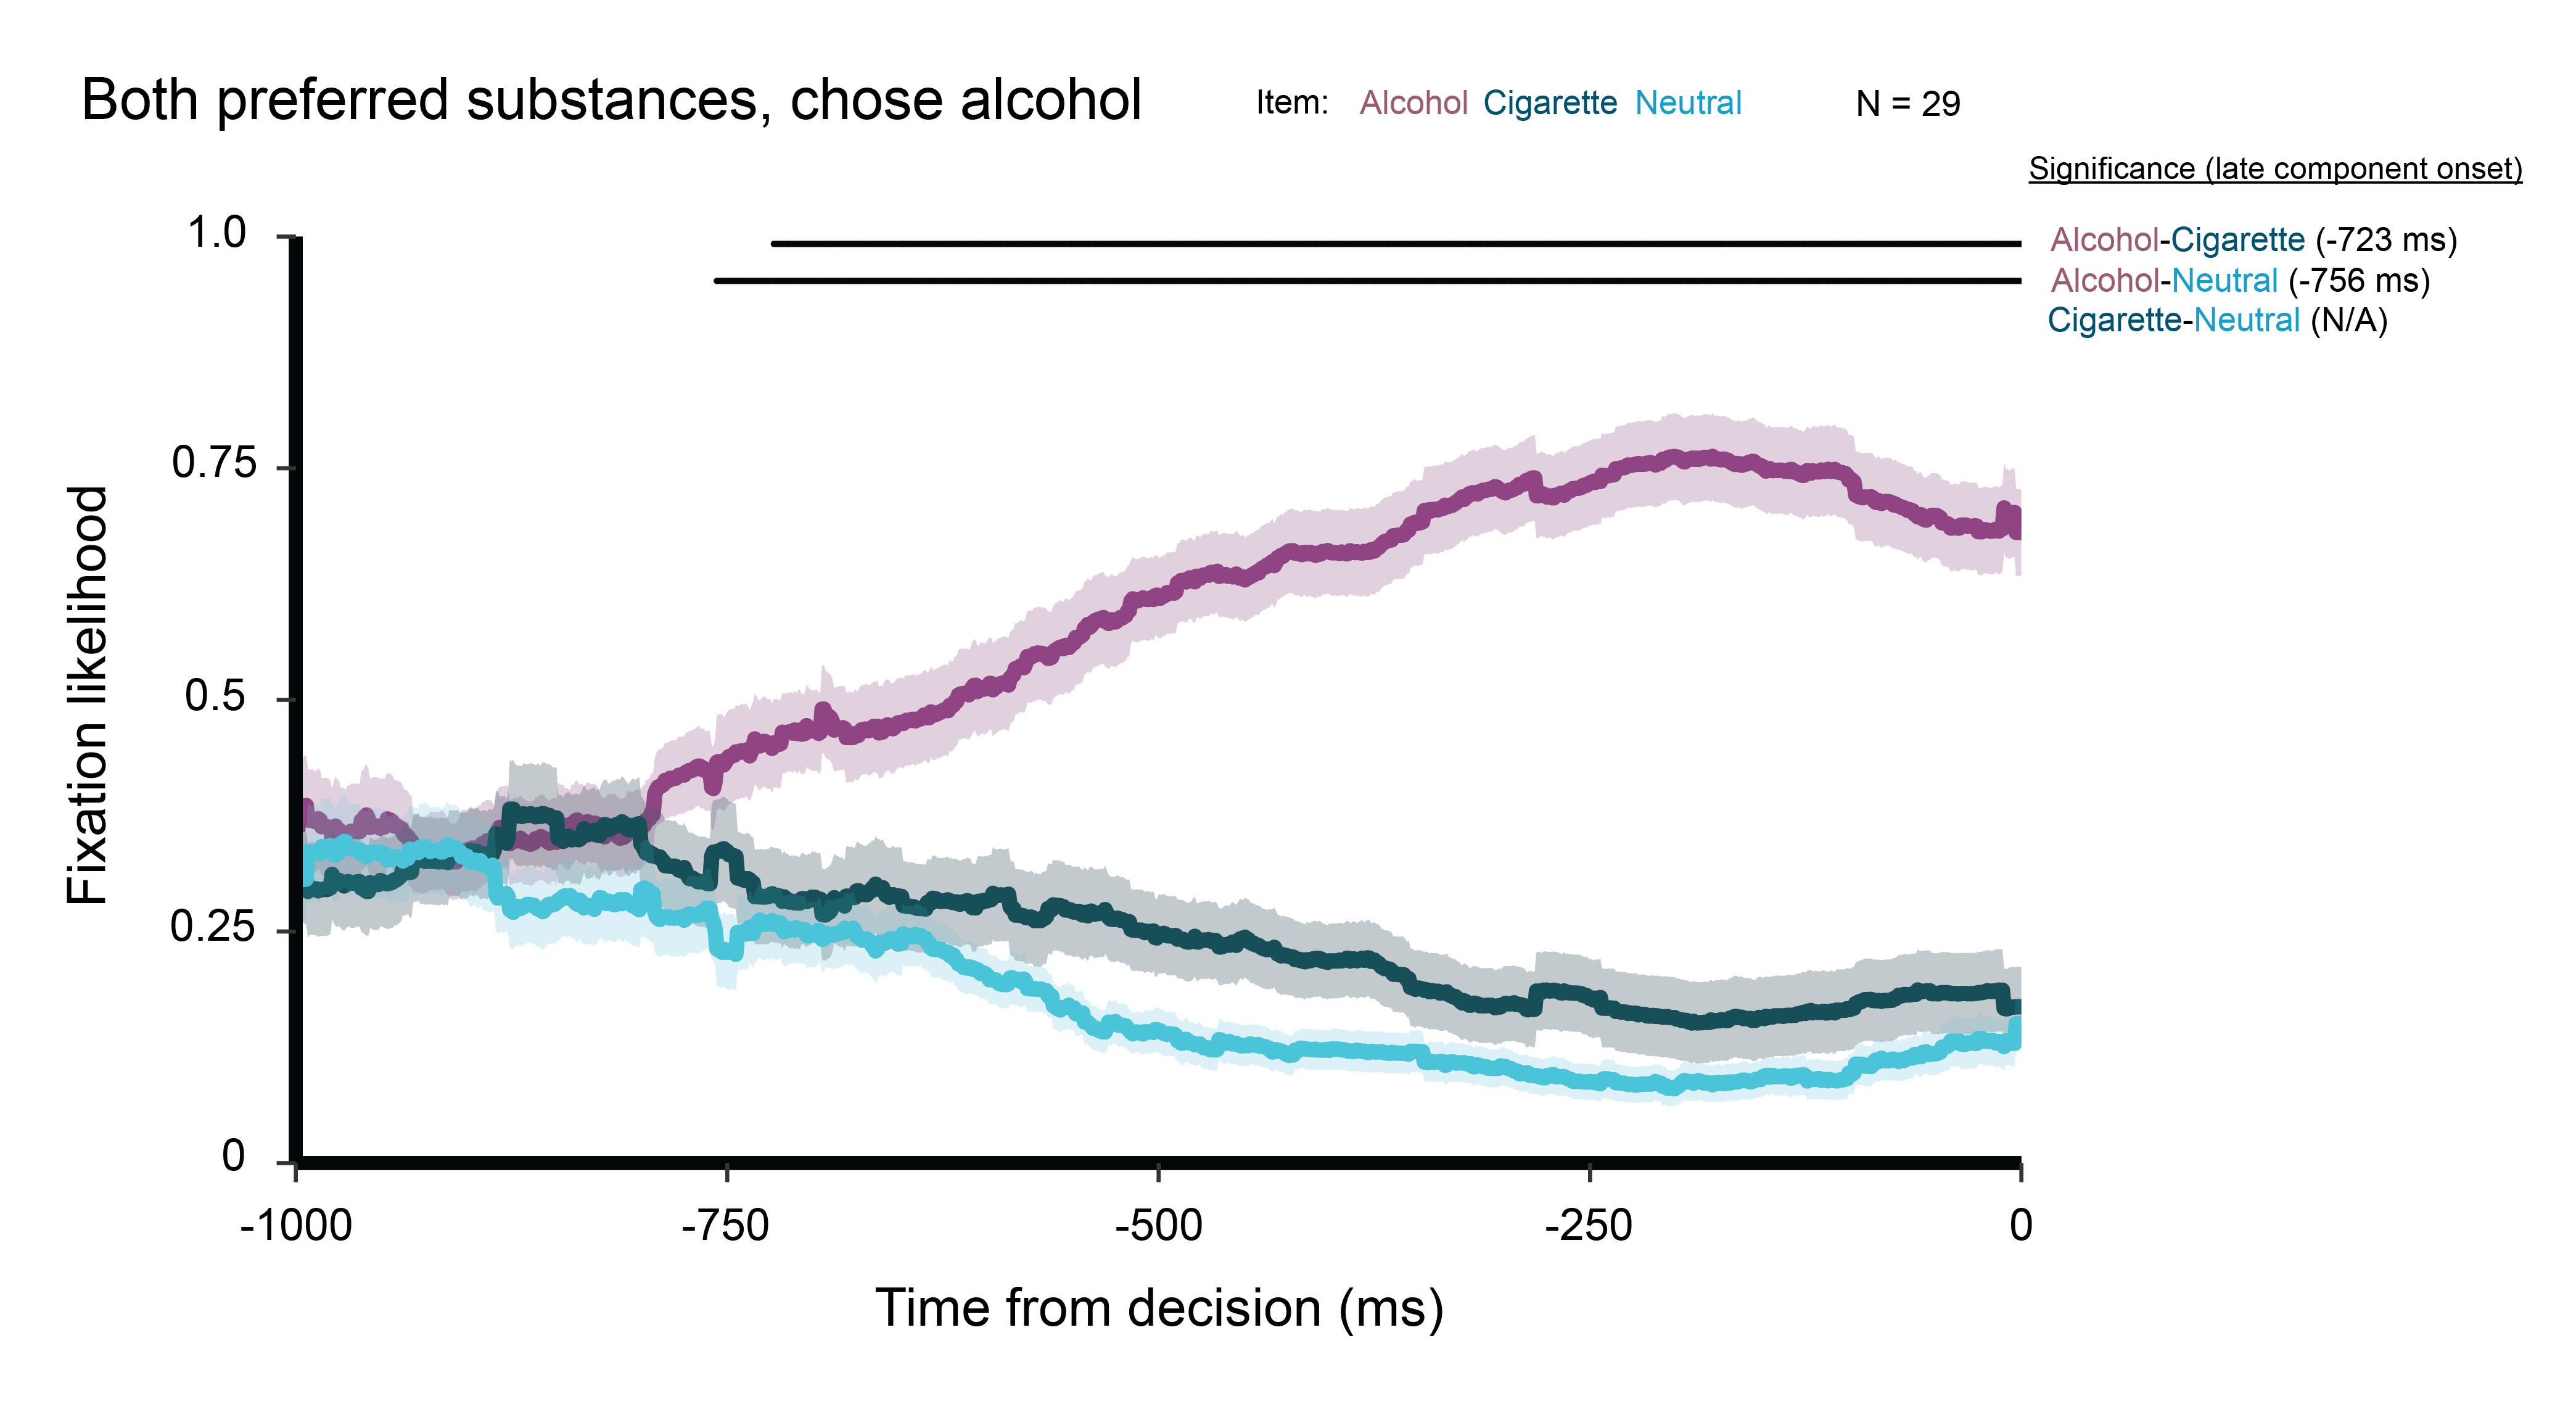 Both preferred substances, chose alcohol
Item: Alcohol Cigarette Neutral
N = 29
Significance (late component onset)
Alcohol-Cigarette (-723 ms)
Alcohol-Neutral (-756 ms)
Cigarette-Neutral (N/A)
Fixation likelihood
1.0
0.75
0.5
0.25
0
-1000
-750
-500
-250
0
Time from decision (ms)